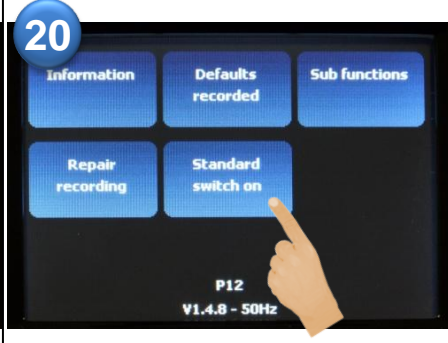 20
Information
Defaults
recorded
Sub functions
Repair
recording
Standard
switch on
P12
V1.4.8 - 50Hz